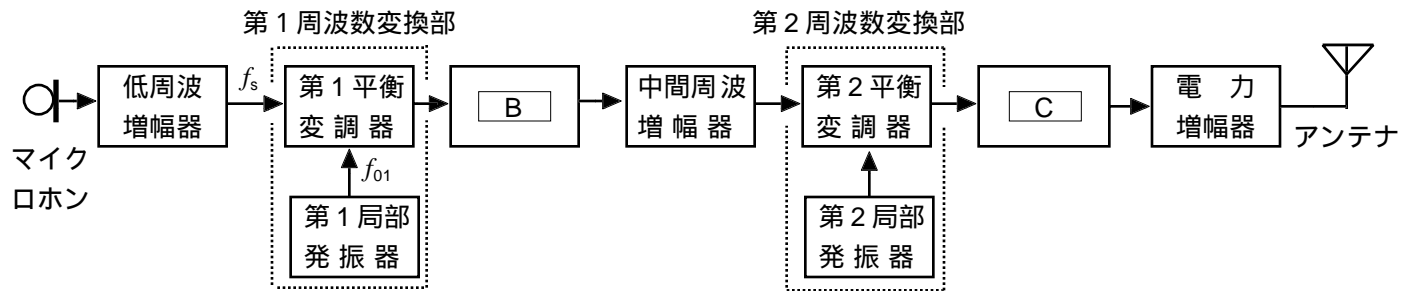 第1周波数変換部
第2周波数変換部
低周波
増幅器
fs
第1平衡
変調器
B
中間周波
増幅器
第2平衡
変調器
C
電 力
増幅器
マイク
ロホン
アンテナ
f01
第1局部
発振器
第2局部
発振器